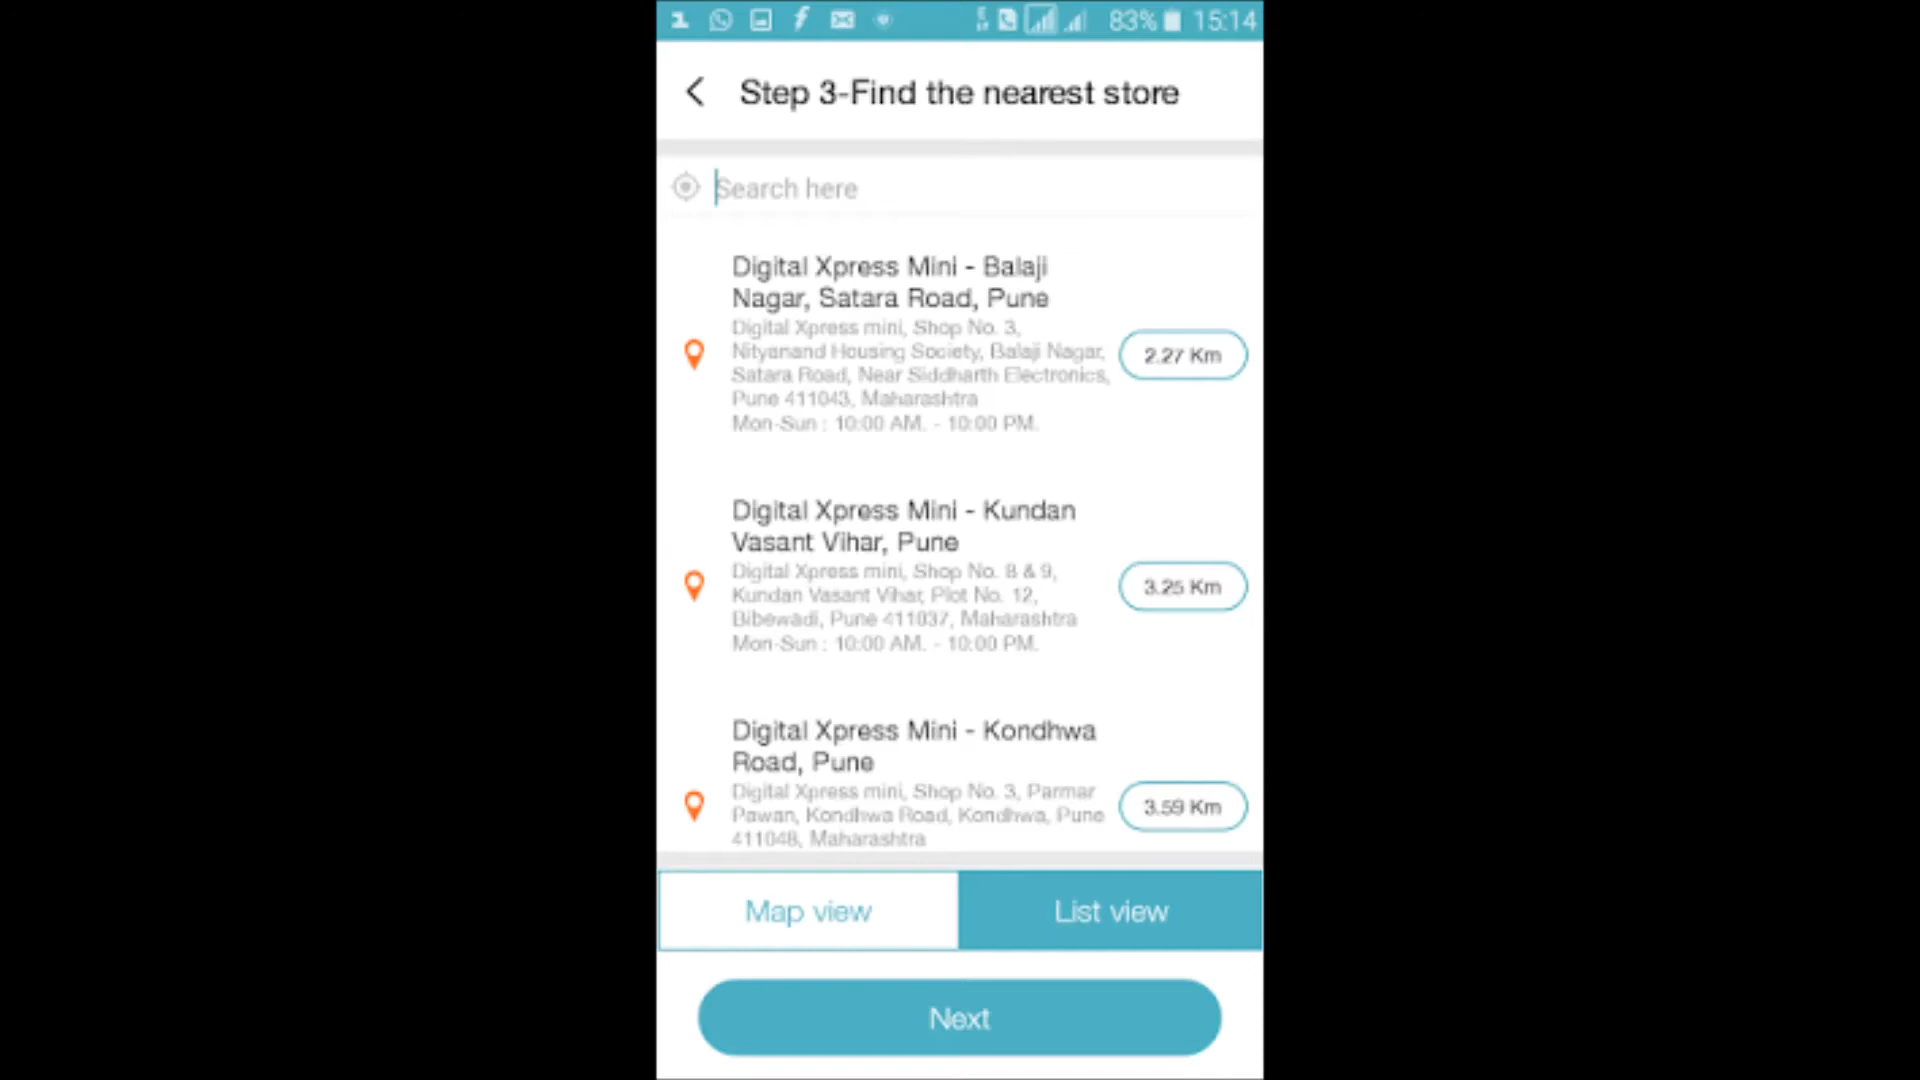 83% 15:14
Step 3-Find the nearest store
Search here
Digital Xpress Mini - Balaji
Nagar, Satara Road, Pune
Digital Xpress mini, Shop No. 3,
Nityanand Housing Society, Balaji Nagar,
Satara Road, Near Siddharth Electronics,
Pune 411043, Maharashtra
Mon-Sun : 10:00 AM. - 10:00 PM.
2.27 Km
Digital Xpress Mini - Kundan
Vasant Vihar, Pune
Digital Xpress mini, Shop No. 8 & 9,
Kundan Vasant Vihar, Plot No. 12,
Bibewadi, Pune 411037, Maharashtra
Mon-Sun : 10:00 AM. - 10:00 PM.
3.25 Km
Digital Xpress Mini - Kondhwa
Road, Pune
Digital Xpress mini, Shop No. 3, Parmar
Pawan, Kondhwa Road, Kondhwa, Pune
411048, Maharashtra
3.59 Km
Map view
List view
Next